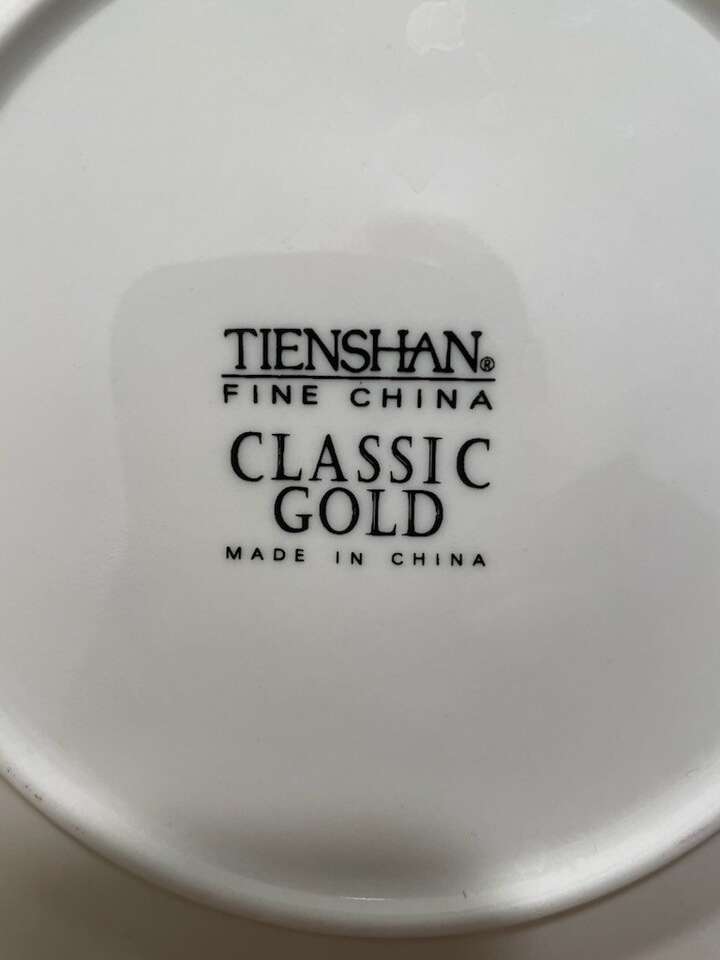 TIENSHAN®
FINE CHINA
CLASSIC
GOLD
MADE IN CHINA